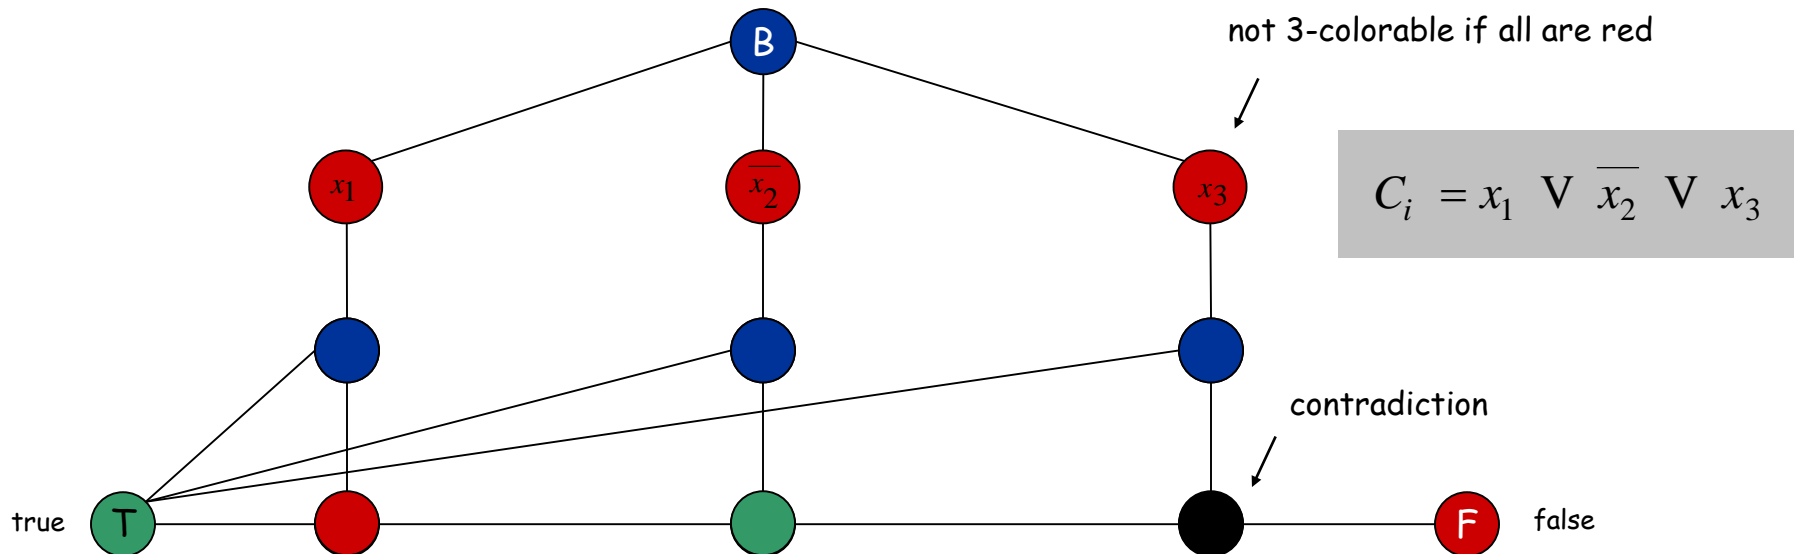 not 3-colorable if all are red
B
x₁
x̅₂
x₃
Cᵢ = x₁ V x̅₂ V x₃
contradiction
true
T
F
false